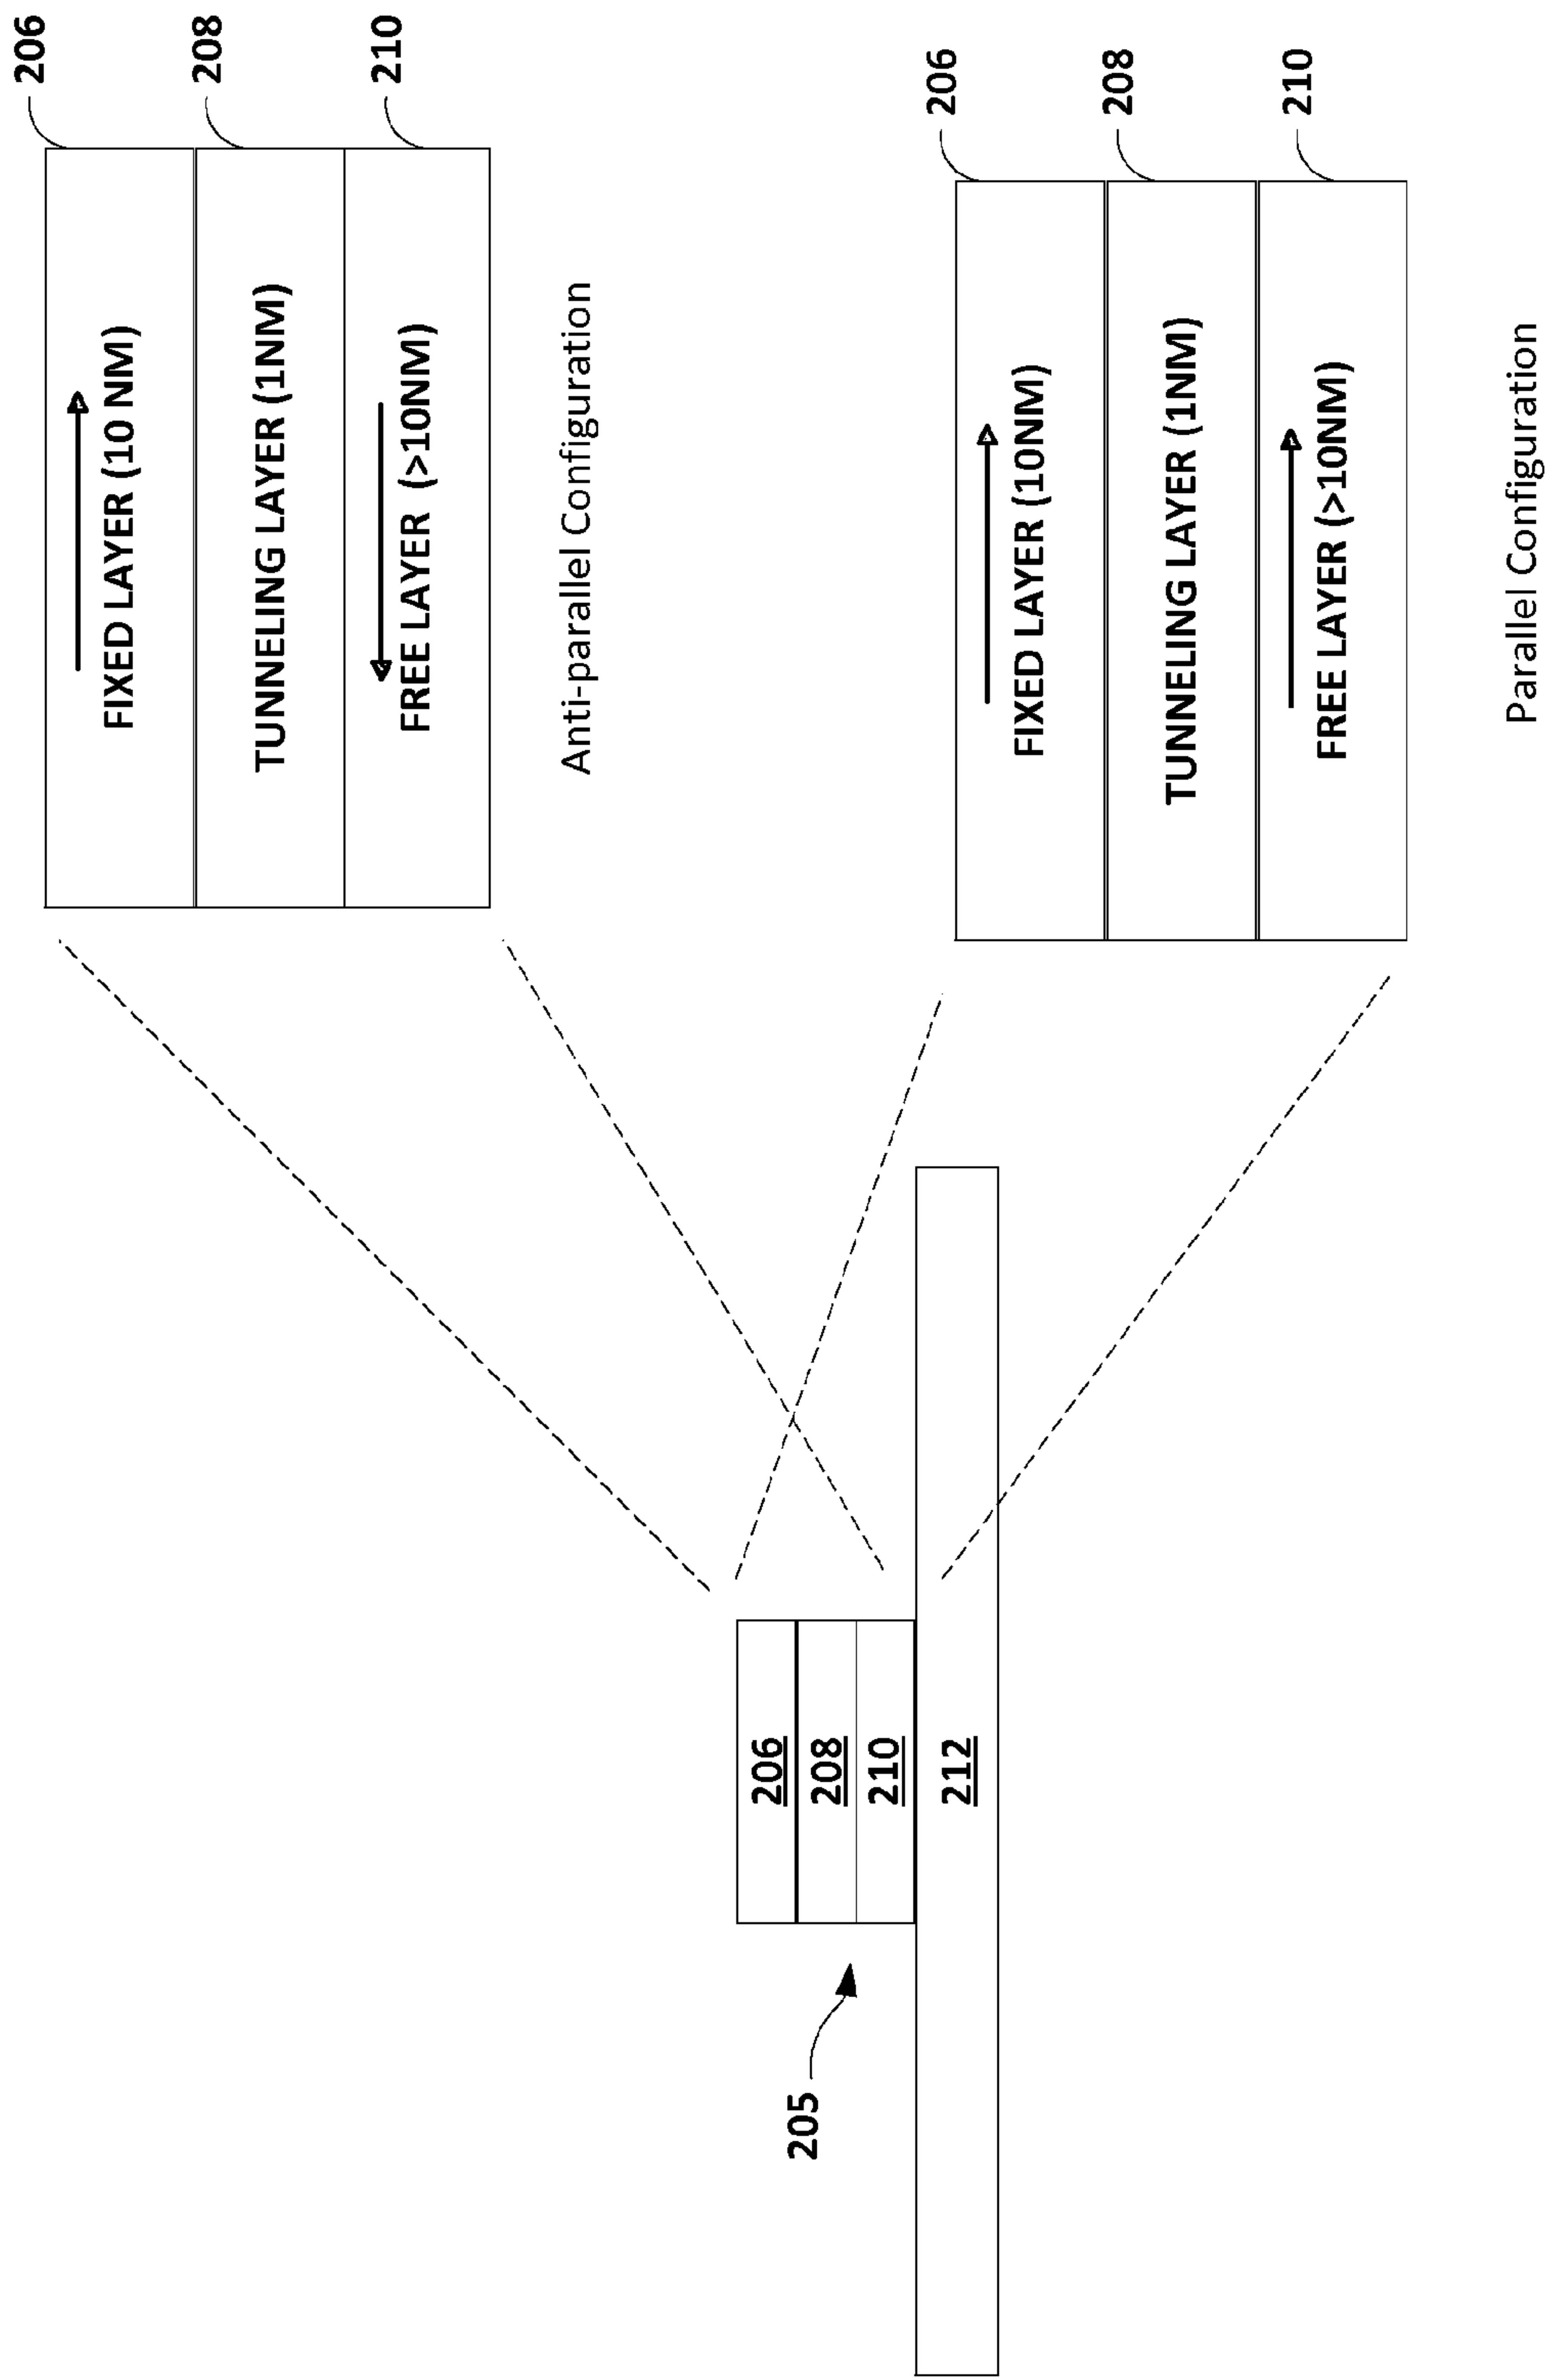 206
FIXED LAYER (10 NM)
208
TUNNELING LAYER (1NM)
210
FREE LAYER (>10NM)
Anti-parallel Configuration
205
206
208
210
212
206
FIXED LAYER (10NM)
208
TUNNELING LAYER (1NM)
210
FREE LAYER (>10NM)
Parallel Configuration